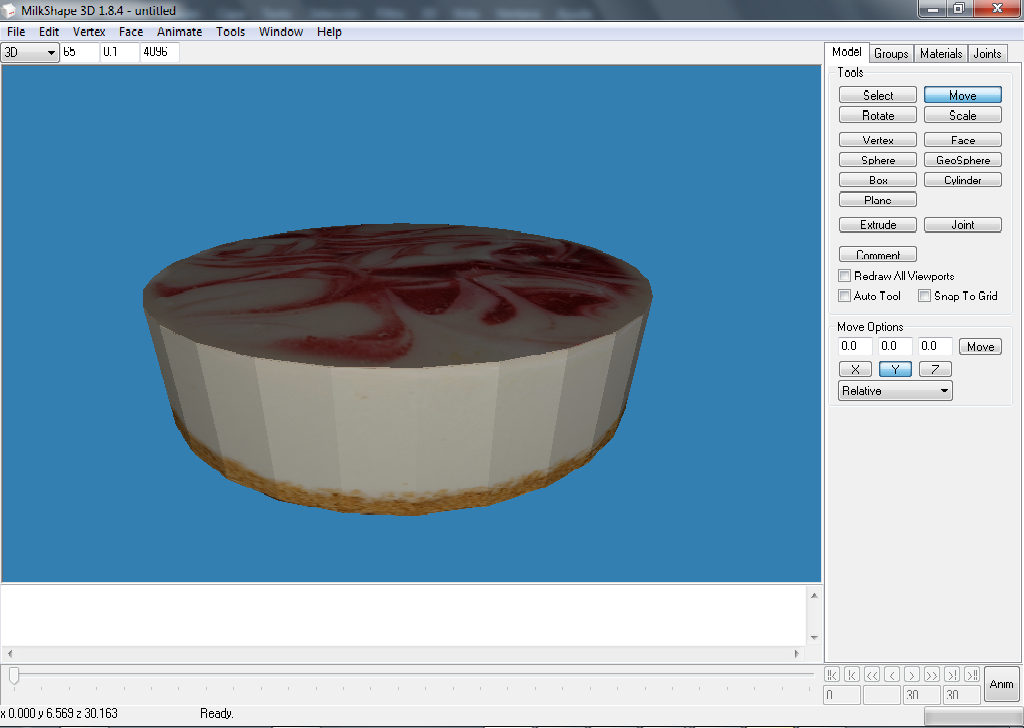 MilkShape 3D 1.8.4 - untitled
File Edit Vertex Face Animate Tools Window Help
3D 65 0.1 4096
Model Groups Materials Joints
Tools
Select Move
Rotate Scale
Vertex Face
Sphere GeoSphere
Box Cylinder
Plane
Extrude Joint
Comment
Redraw All Viewports
Auto Tool Snap To Grid
Move Options
0.0 0.0 0.0 Move
X Y Z
Relative
!|< |< << < > >> >| >|!
0 30 30 Anim
x 0.000 y 6.569 z 30.163 Ready.